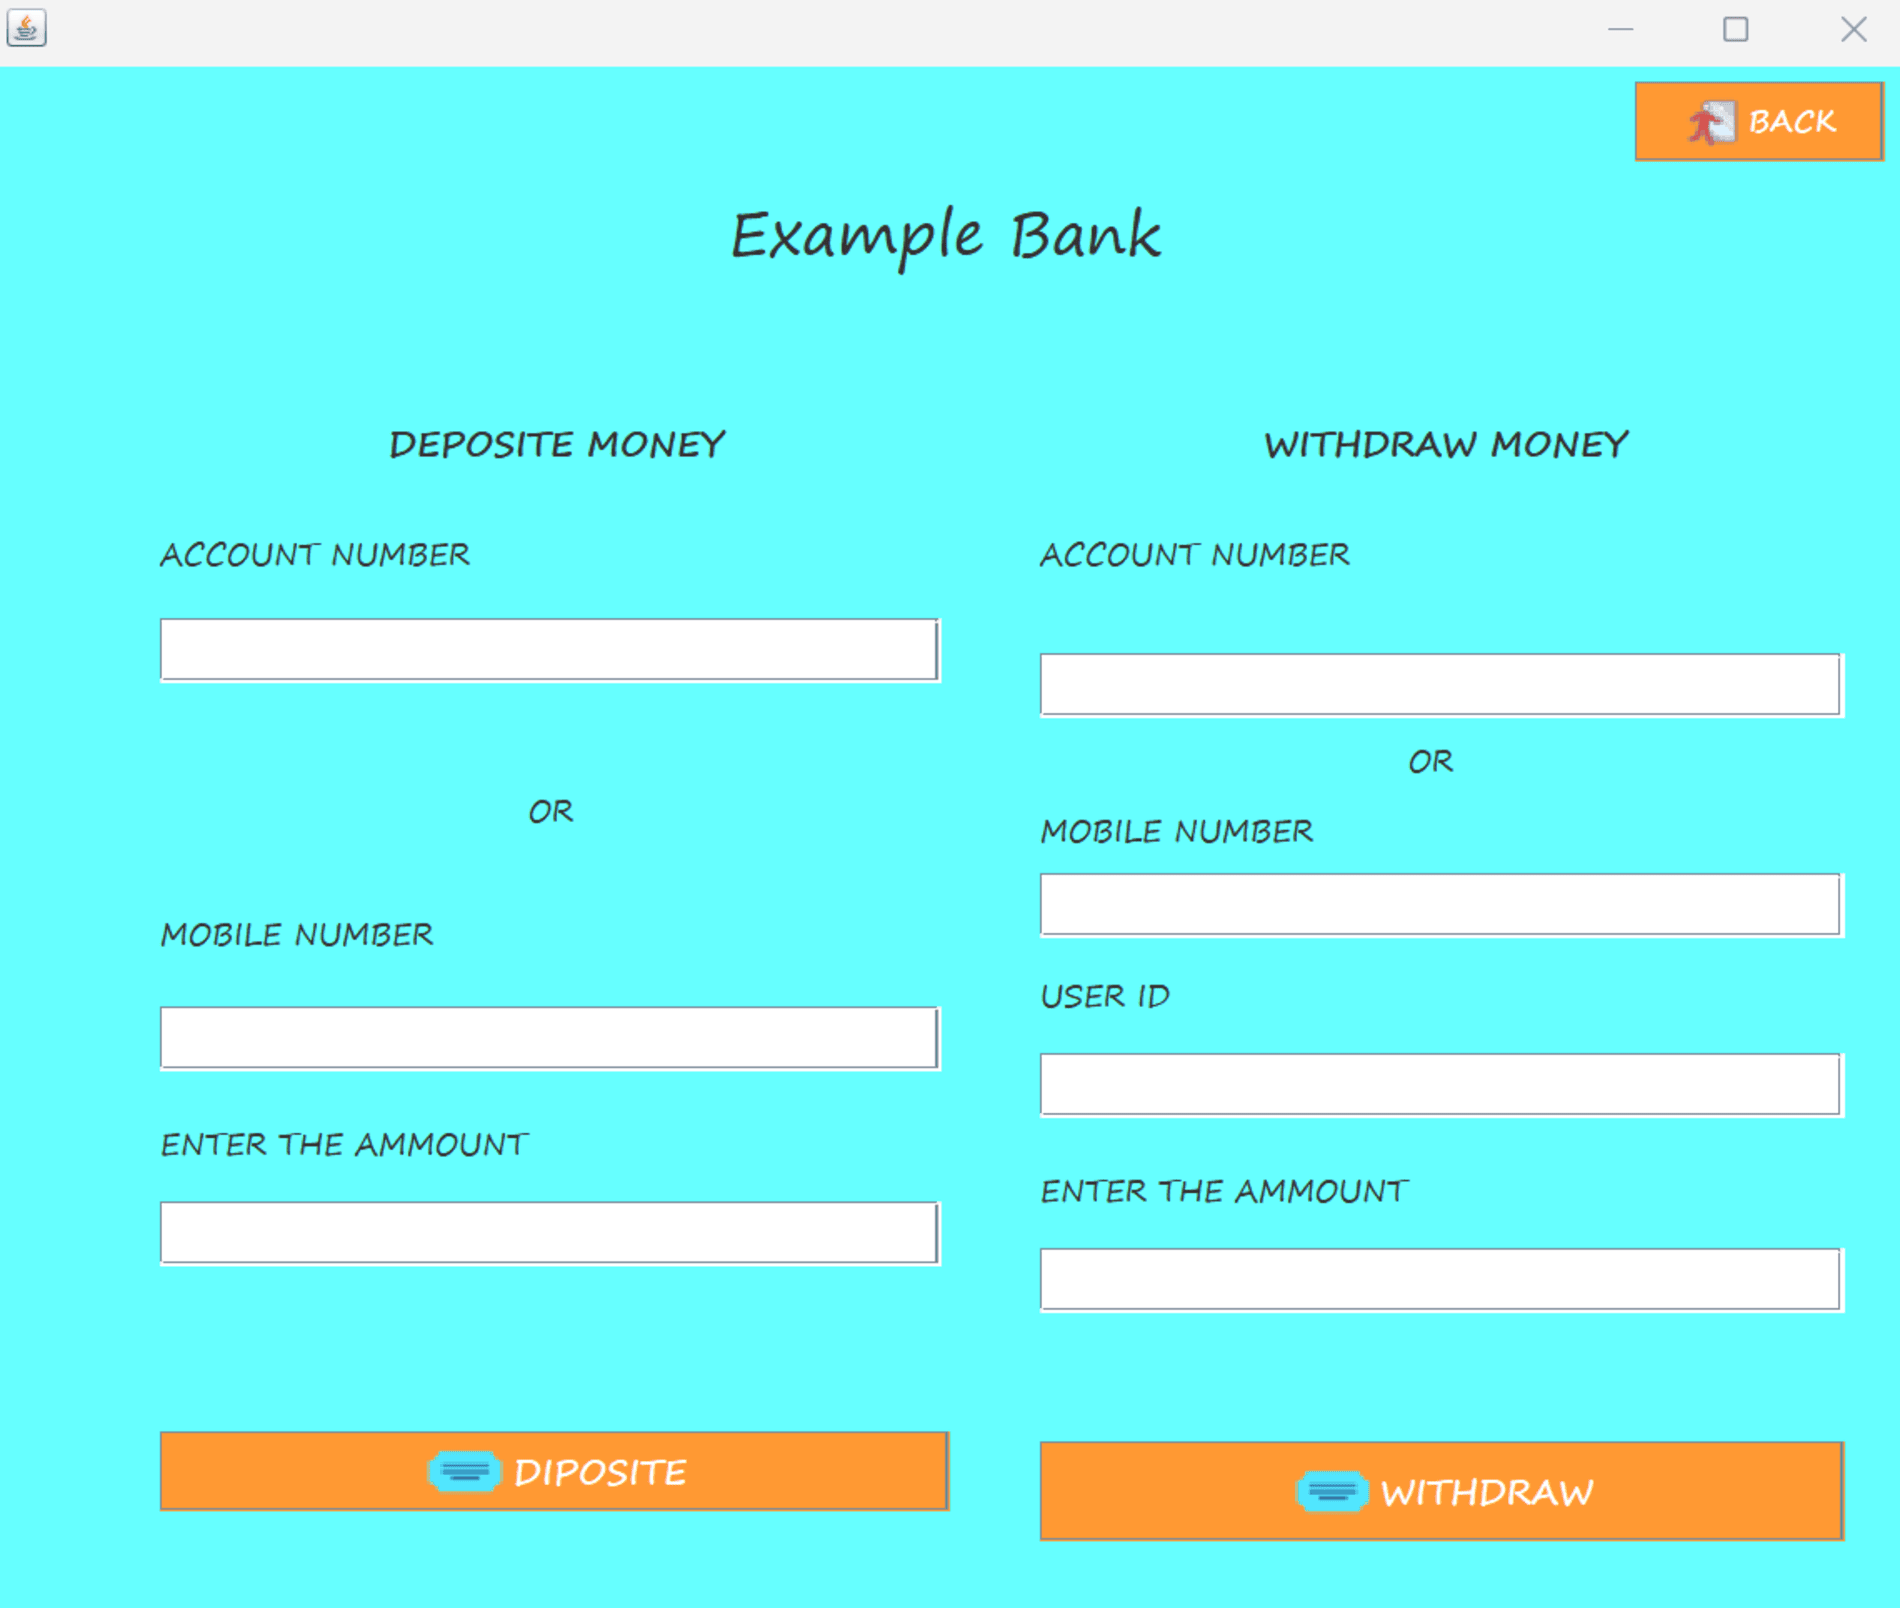 BACK
Example Bank
DEPOSITE MONEY
ACCOUNT NUMBER
OR
MOBILE NUMBER
ENTER THE AMMOUNT
DIPOSITE
WITHDRAW MONEY
ACCOUNT NUMBER
OR
MOBILE NUMBER
USER ID
ENTER THE AMMOUNT
WITHDRAW